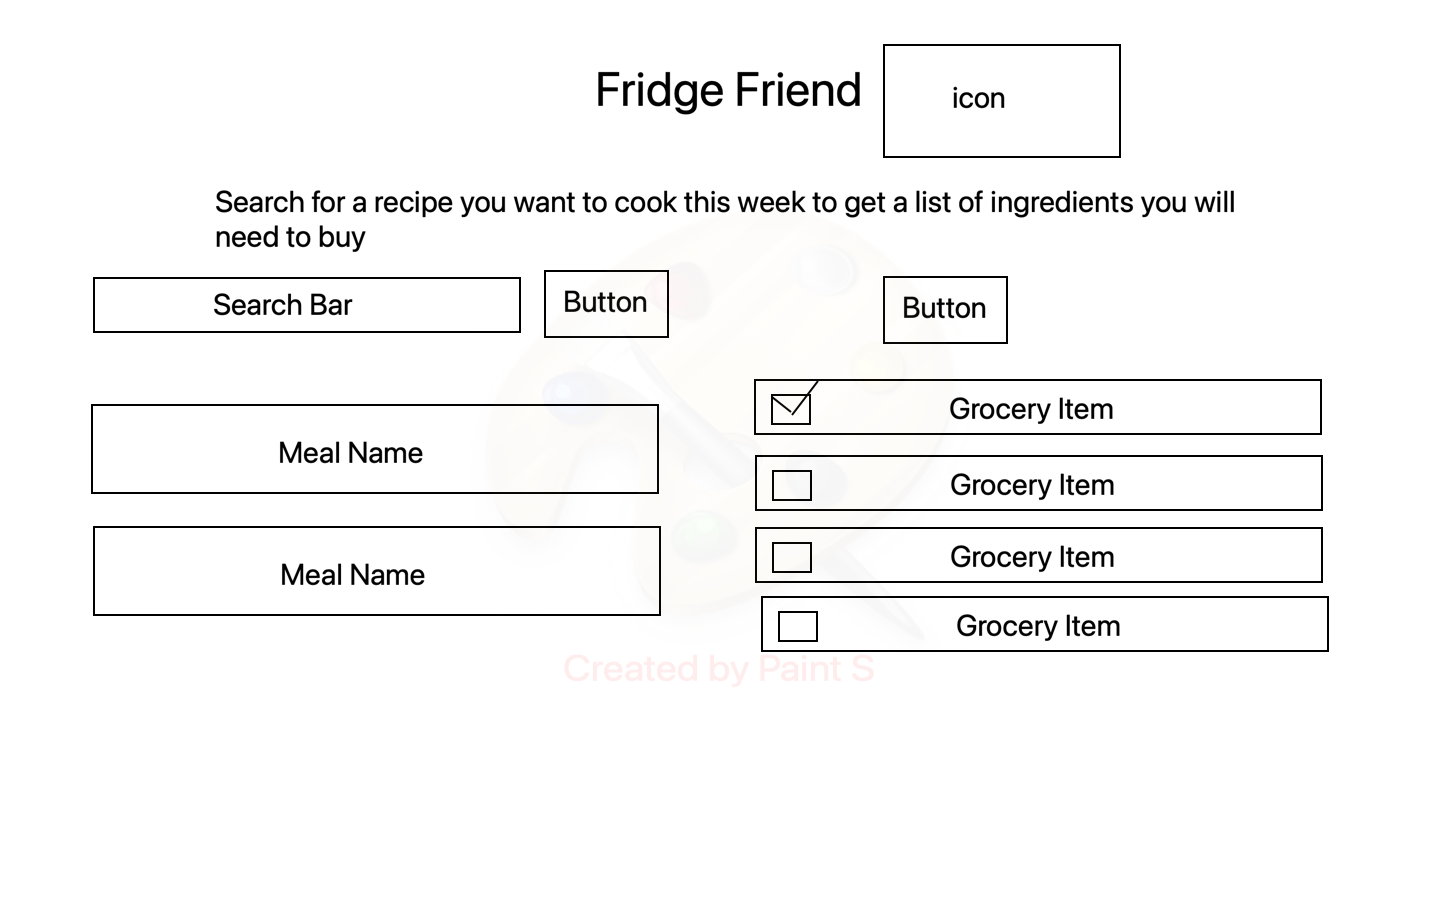 Fridge Friend
icon
Search for a recipe you want to cook this week to get a list of ingredients you will
need to buy
Search Bar
Button
Button
Meal Name
Meal Name
Grocery Item
Grocery Item
Grocery Item
Grocery Item
Created by Paint S